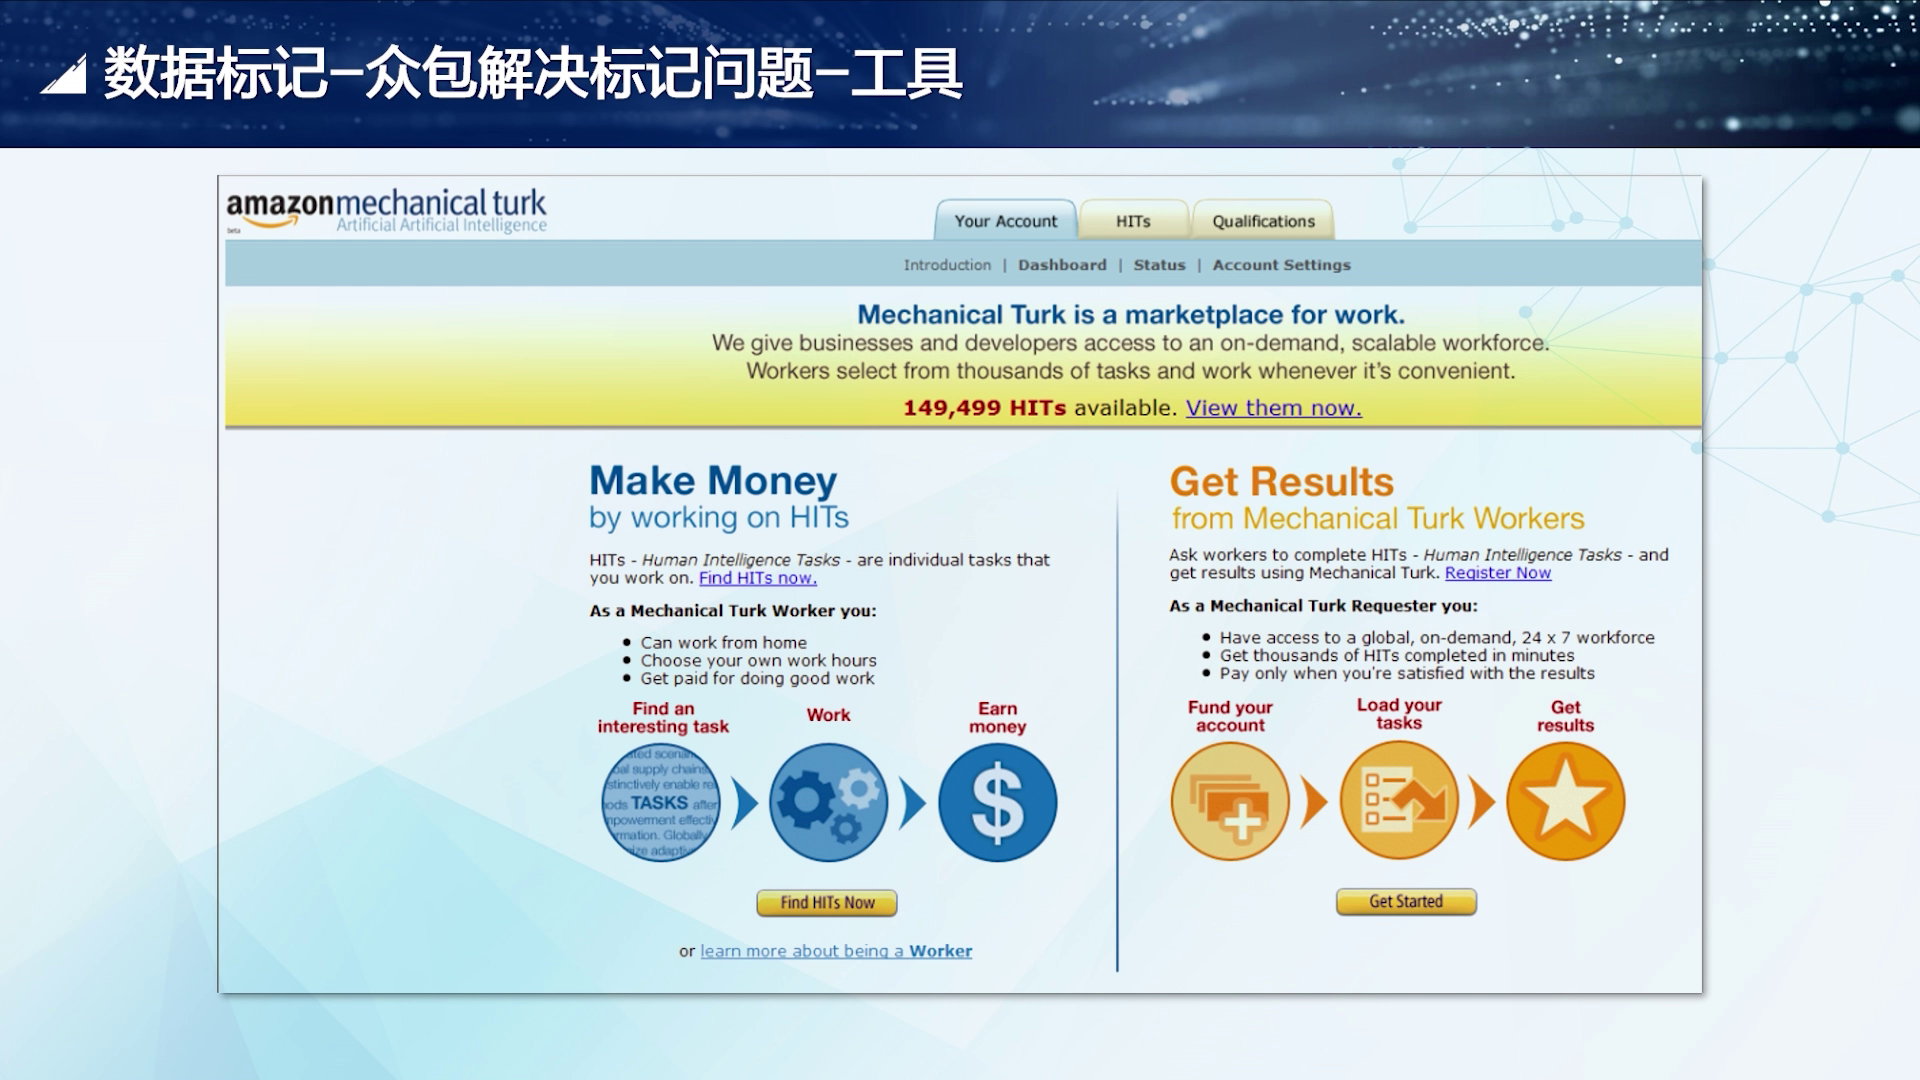 数据标记–众包解决标记问题–工具
amazonmechanical turk
Artificial Artificial Intelligence
beta
Your Account
HITs
Qualifications
Introduction | Dashboard | Status | Account Settings
Mechanical Turk is a marketplace for work.
We give businesses and developers access to an on-demand, scalable workforce.
Workers select from thousands of tasks and work whenever it's convenient.
149,499 HITs available. View them now.
Make Money
by working on HITs
HITs - Human Intelligence Tasks - are individual tasks that
you work on. Find HITs now.
As a Mechanical Turk Worker you:
• Can work from home
• Choose your own work hours
• Get paid for doing good work
Find an
interesting task
Work
Earn
money
TASKS
$
Find HITs Now
or learn more about being a Worker
Get Results
from Mechanical Turk Workers
Ask workers to complete HITs - Human Intelligence Tasks - and
get results using Mechanical Turk. Register Now
As a Mechanical Turk Requester you:
• Have access to a global, on-demand, 24 x 7 workforce
• Get thousands of HITs completed in minutes
• Pay only when you're satisfied with the results
Fund your
account
Load your
tasks
Get
results
Get Started